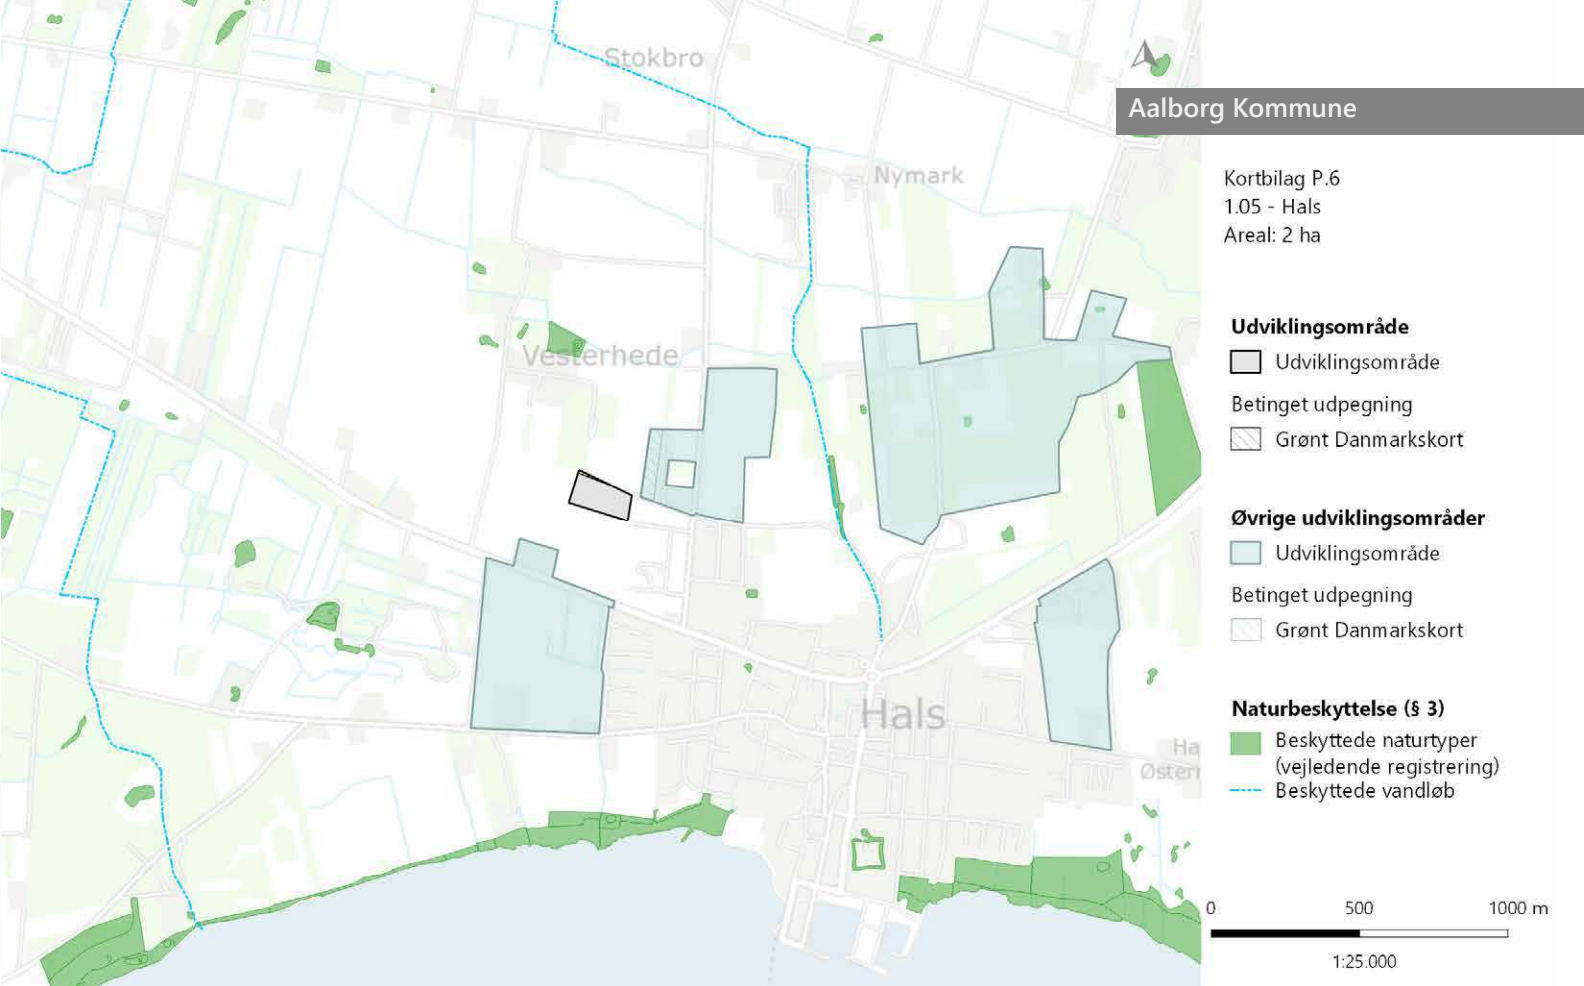 Stokbro
Nymark
Vesterhede
Hals
Ha
Østerr
Aalborg Kommune
Kortbilag P.6
1.05 - Hals
Areal: 2 ha
Udviklingsområde
Udviklingsområde
Betinget udpegning
Grønt Danmarkskort
Øvrige udviklingsområder
Udviklingsområde
Betinget udpegning
Grønt Danmarkskort
Naturbeskyttelse (§ 3)
Beskyttede naturtyper
(vejledende registrering)
Beskyttede vandløb
0 500 1000 m
1:25.000